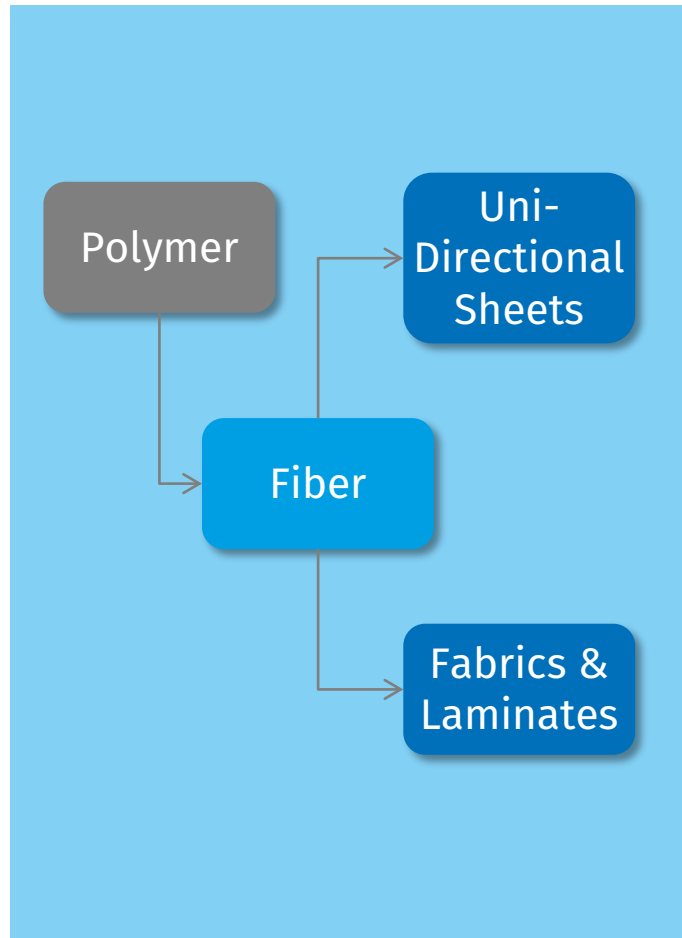 Polymer
Uni-
Directional
Sheets
Fiber
Fabrics &
Laminates